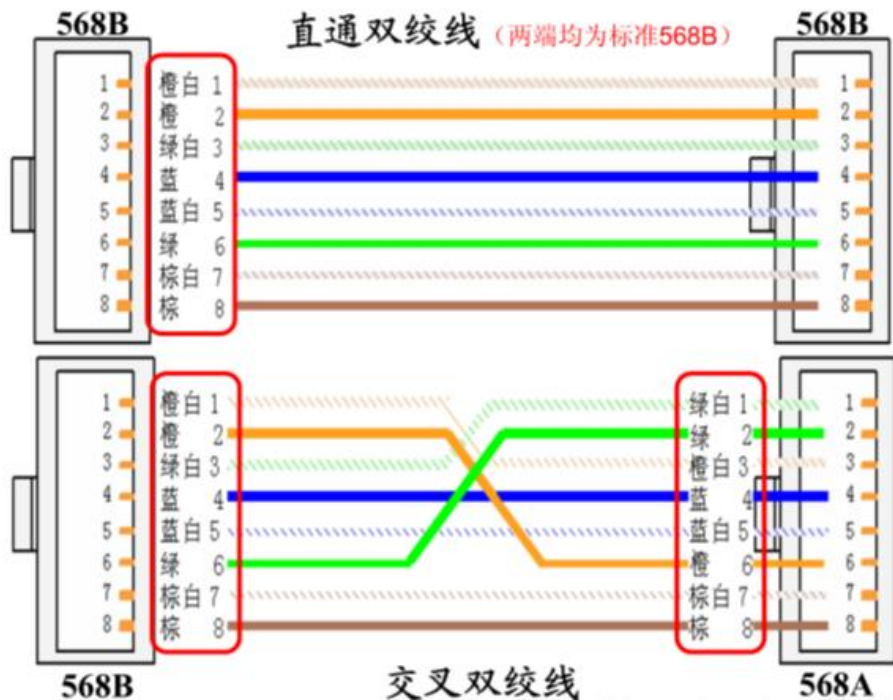 568B 直通双绞线（两端均为标准568B） 568B
1 橙白 1 1
2 橙 2 2
3 绿白 3 3
4 蓝 4 4
5 蓝白 5 5
6 绿 6 6
7 棕白 7 7
8 棕 8 8
1 橙白 1 绿白 1 1
2 橙 2 绿 2 2
3 绿白 3 橙白 3 3
4 蓝 4 蓝 4 4
5 蓝白 5 蓝白 5 5
6 绿 6 橙 6 6
7 棕白 7 棕白 7 7
8 棕 8 棕 8 8
568B 交叉双绞线 568A